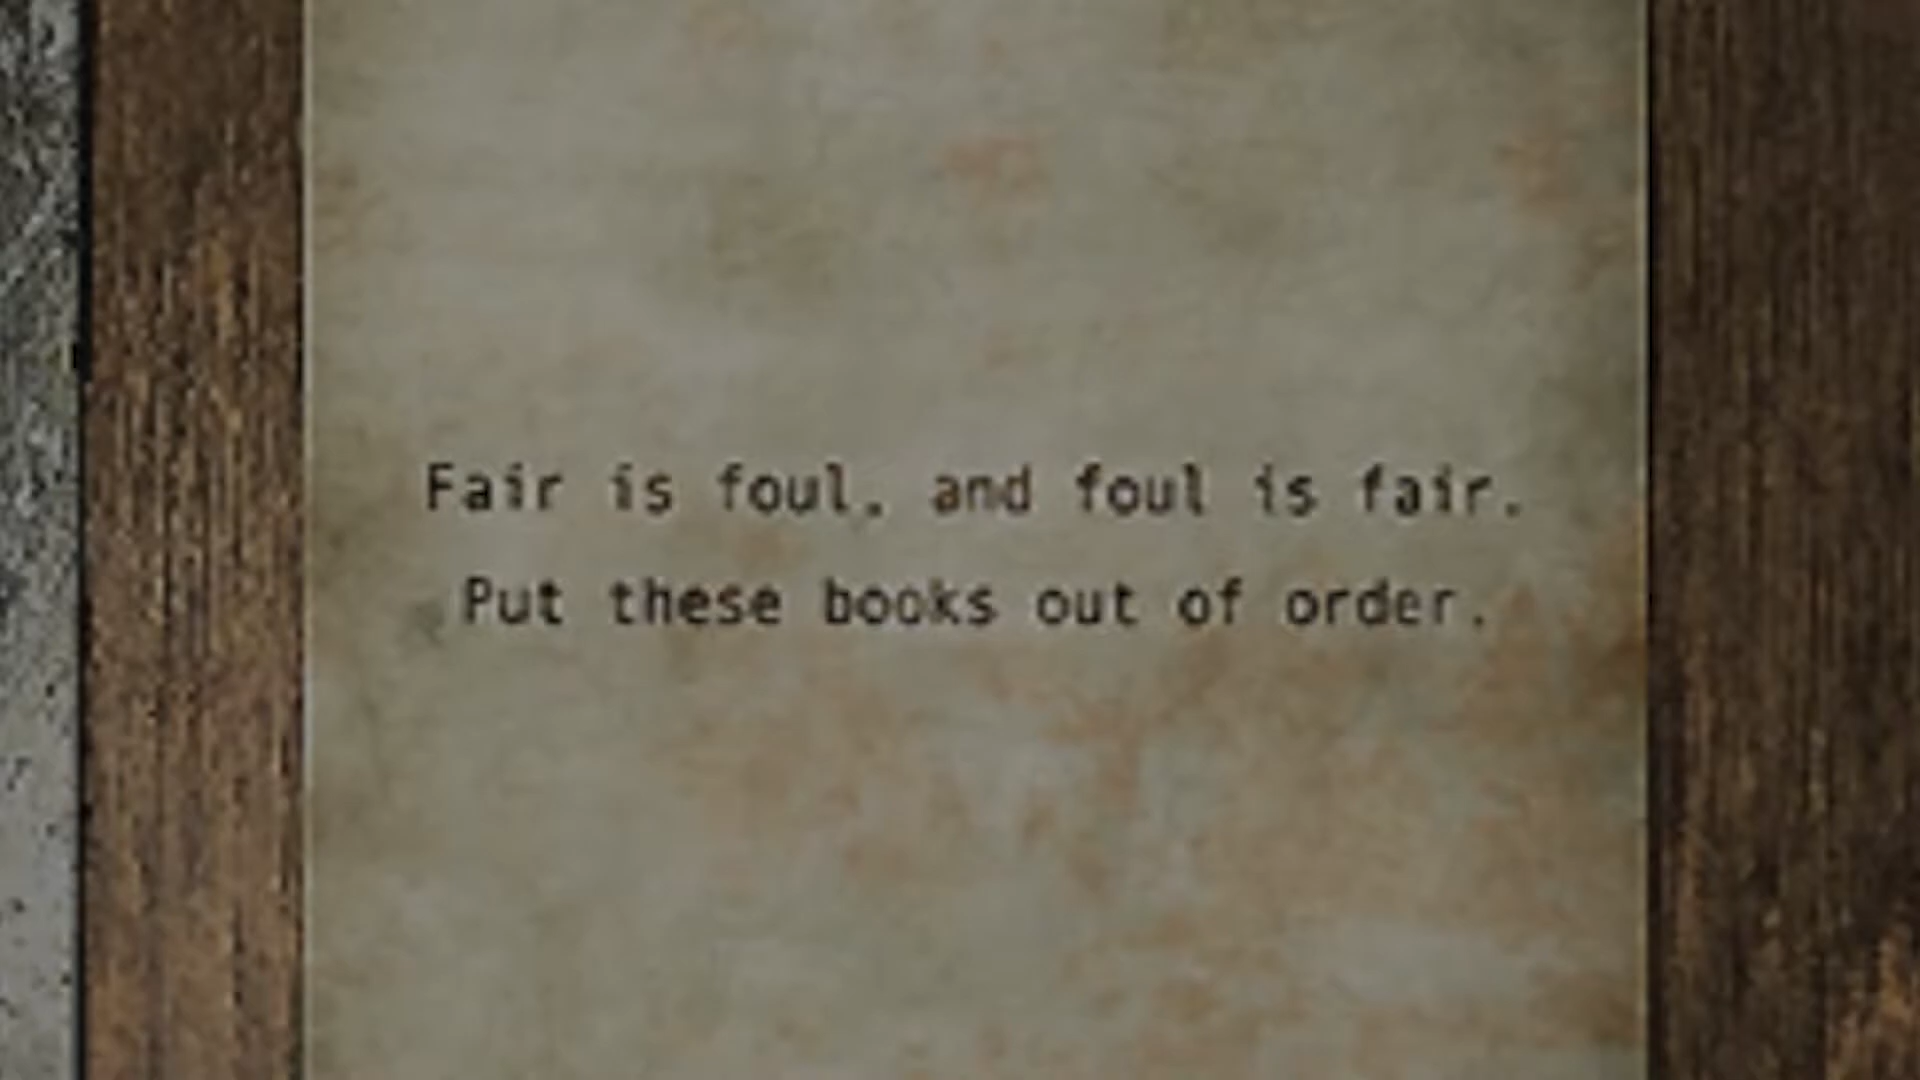 Fair is foul, and foul is fair.
Put these books out of order.